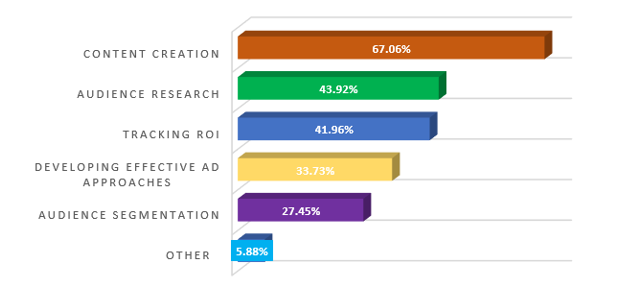 CONTENT CREATION
67.06%
AUDIENCE RESEARCH
43.92%
TRACKING ROI
41.96%
DEVELOPING EFFECTIVE AD
APPROACHES
33.73%
AUDIENCE SEGMENTATION
27.45%
OTHER
5.88%